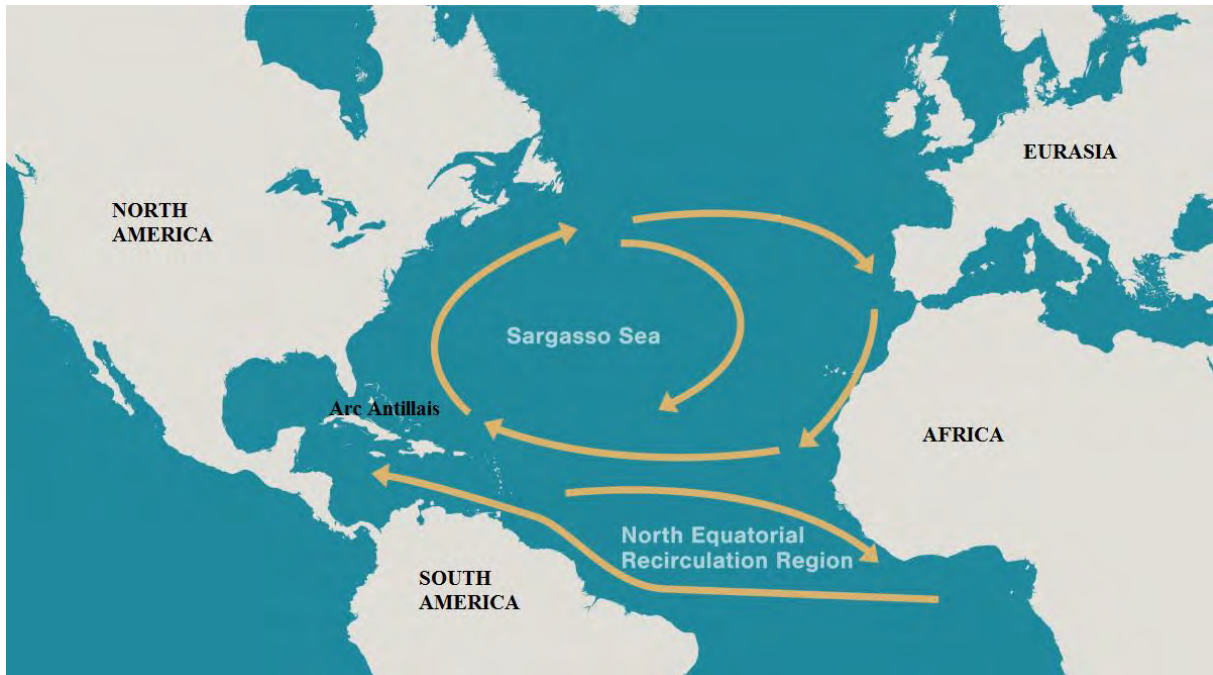 EURASIA
NORTH
AMERICA
Sargasso Sea
Arc Antillais
AFRICA
North Equatorial
Recirculation Region
SOUTH
AMERICA